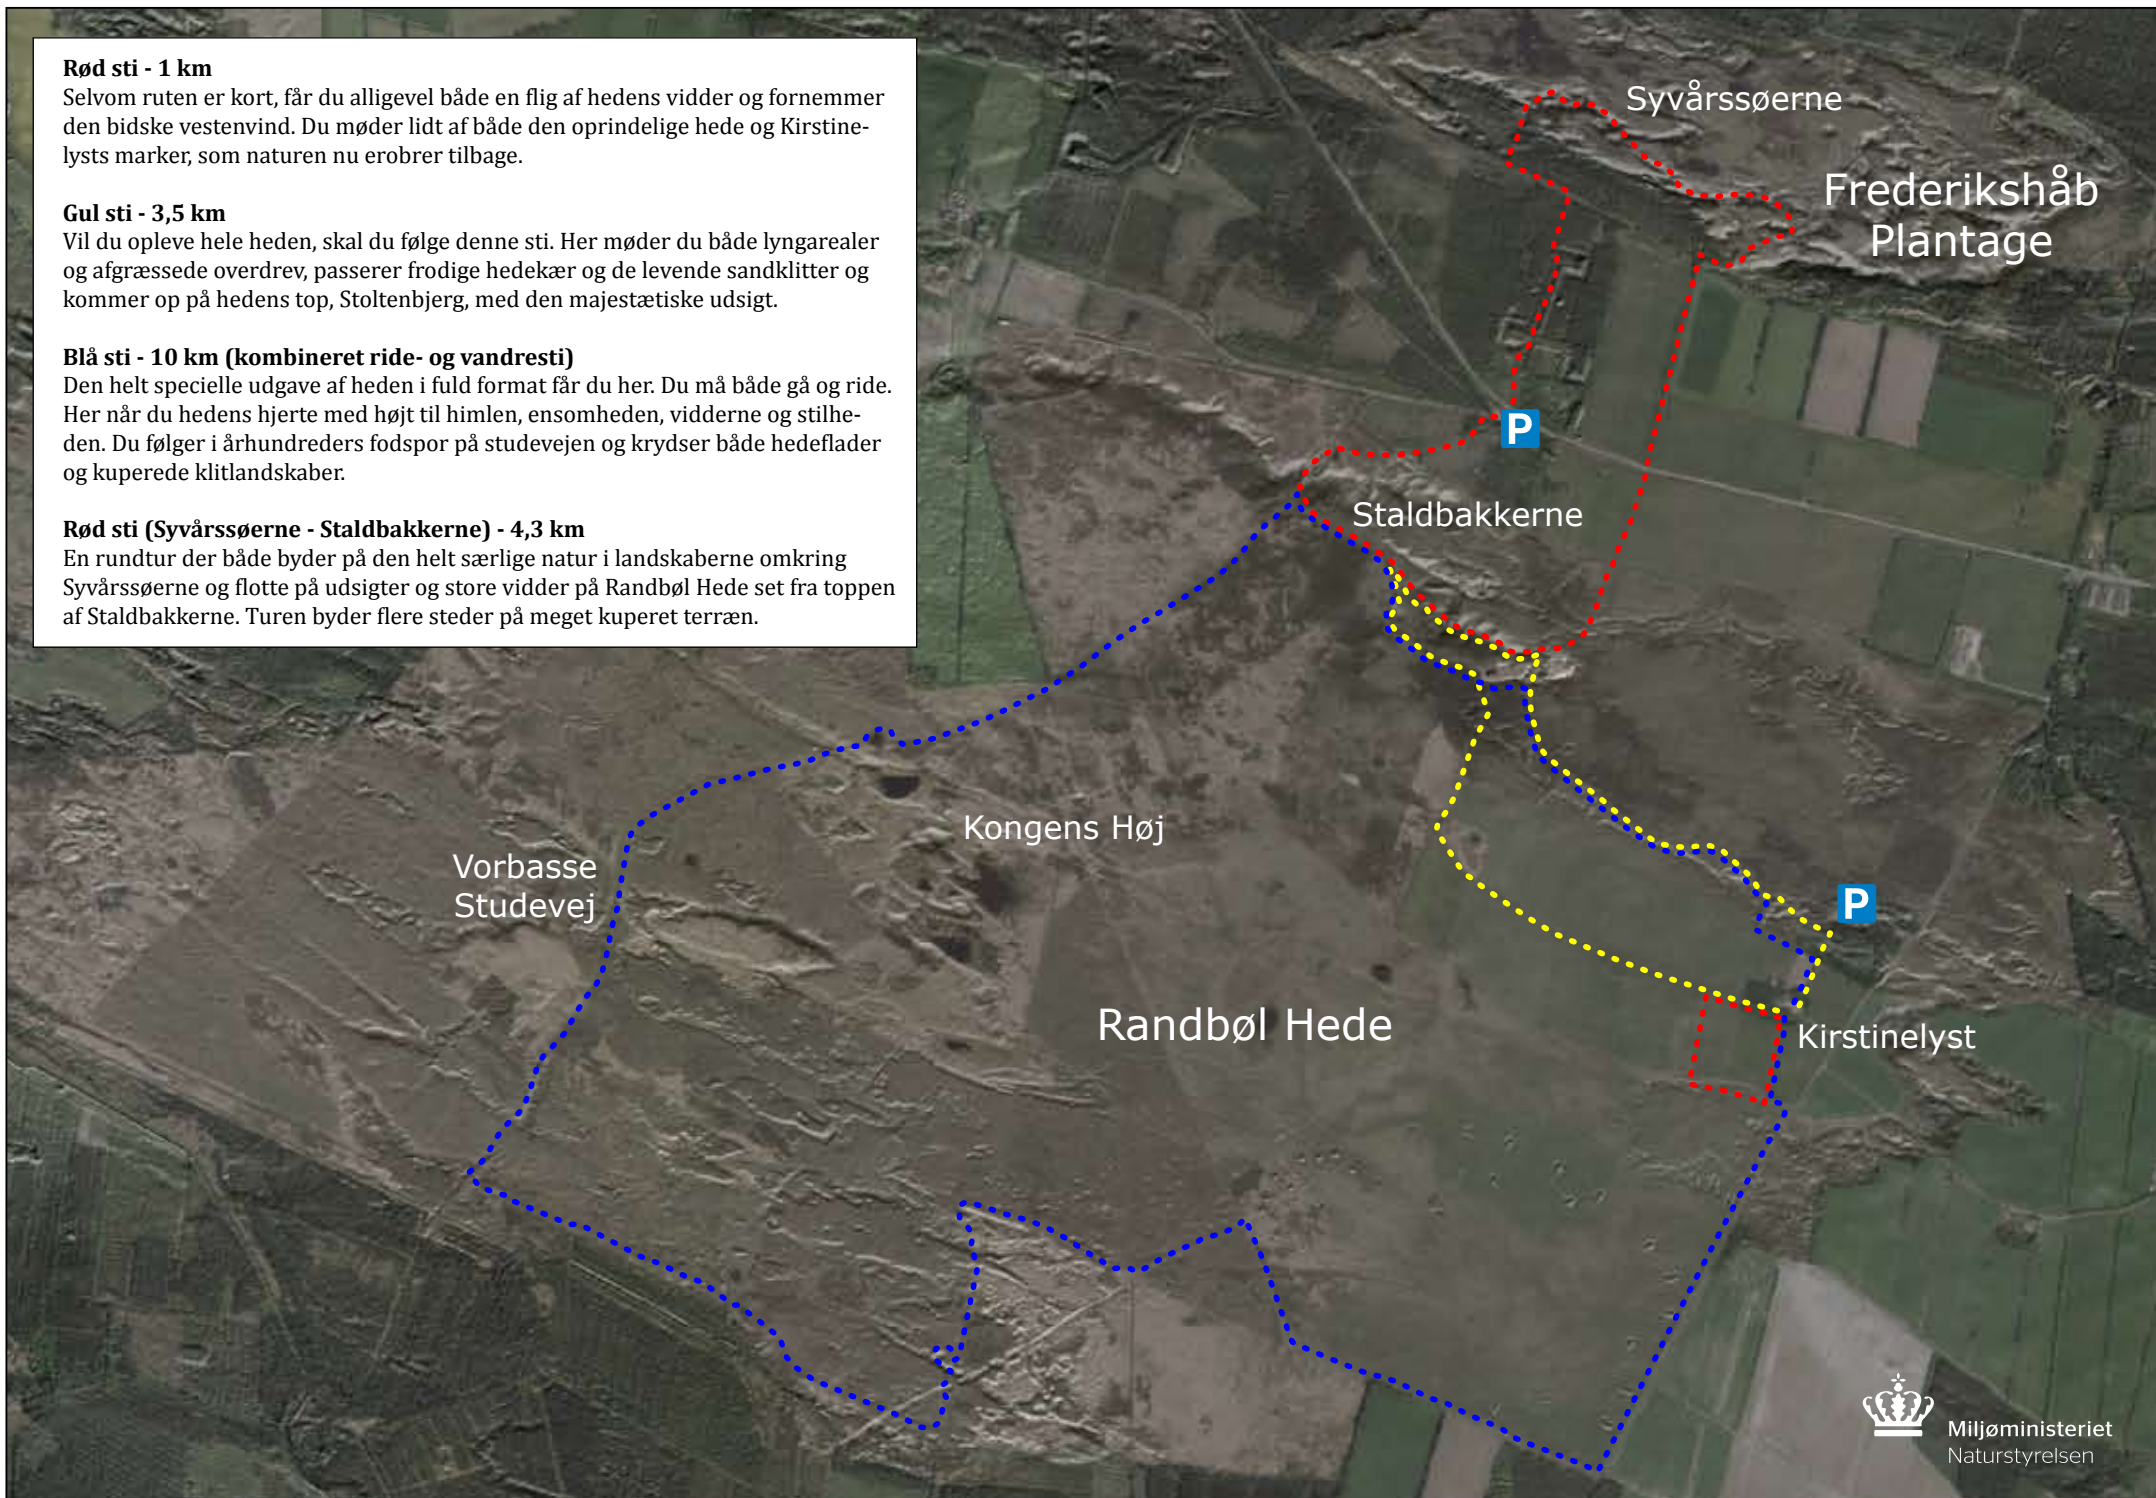 Rød sti - 1 km
Selvom ruten er kort, får du alligevel både en flig af hedens vidder og fornemmer
den bidske vestenvind. Du møder lidt af både den oprindelige hede og Kirstine-
lysts marker, som naturen nu erobrer tilbage.
Gul sti - 3,5 km
Vil du opleve hele heden, skal du følge denne sti. Her møder du både lyngarealer
og afgræssede overdrev, passerer frodige hedekær og de levende sandklitter og
kommer op på hedens top, Stoltenbjerg, med den majestætiske udsigt.
Blå sti - 10 km (kombineret ride- og vandresti)
Den helt specielle udgave af heden i fuld format får du her. Du må både gå og ride.
Her når du hedens hjerte med højt til himlen, ensomheden, vidderne og stilhe-
den. Du følger i århundreders fodspor på studevejen og krydser både hedeflader
og kuperede klitlandskaber.
Rød sti (Syvårssøerne - Staldbakkerne) - 4,3 km
En rundtur der både byder på den helt særlige natur i landskaberne omkring
Syvårssøerne og flotte på udsigter og store vidder på Randbøl Hede set fra toppen
af Staldbakkerne. Turen byder flere steder på meget kuperet terræn.
Syvårssøerne
Frederikshåb
Plantage
P
Staldbakkerne
Kongens Høj
Vorbasse
Studevej
P
Randbøl Hede
Kirstinelyst
Miljøministeriet
Naturstyrelsen